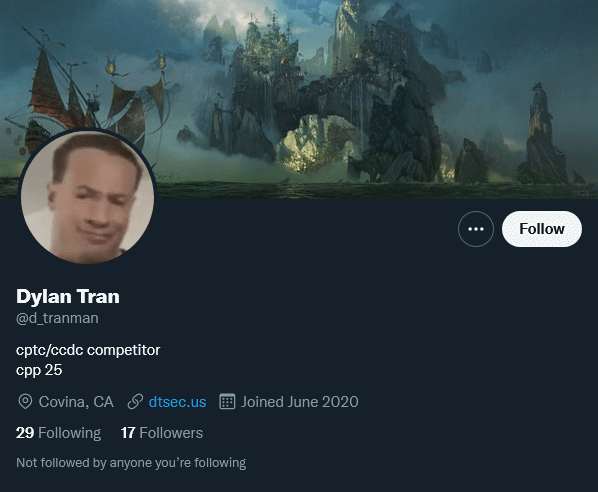 Follow
Dylan Tran
@d_tranman
cptc/ccdc competitor
cpp 25
Covina, CA dtsec.us Joined June 2020
29 Following 17 Followers
Not followed by anyone you’re following